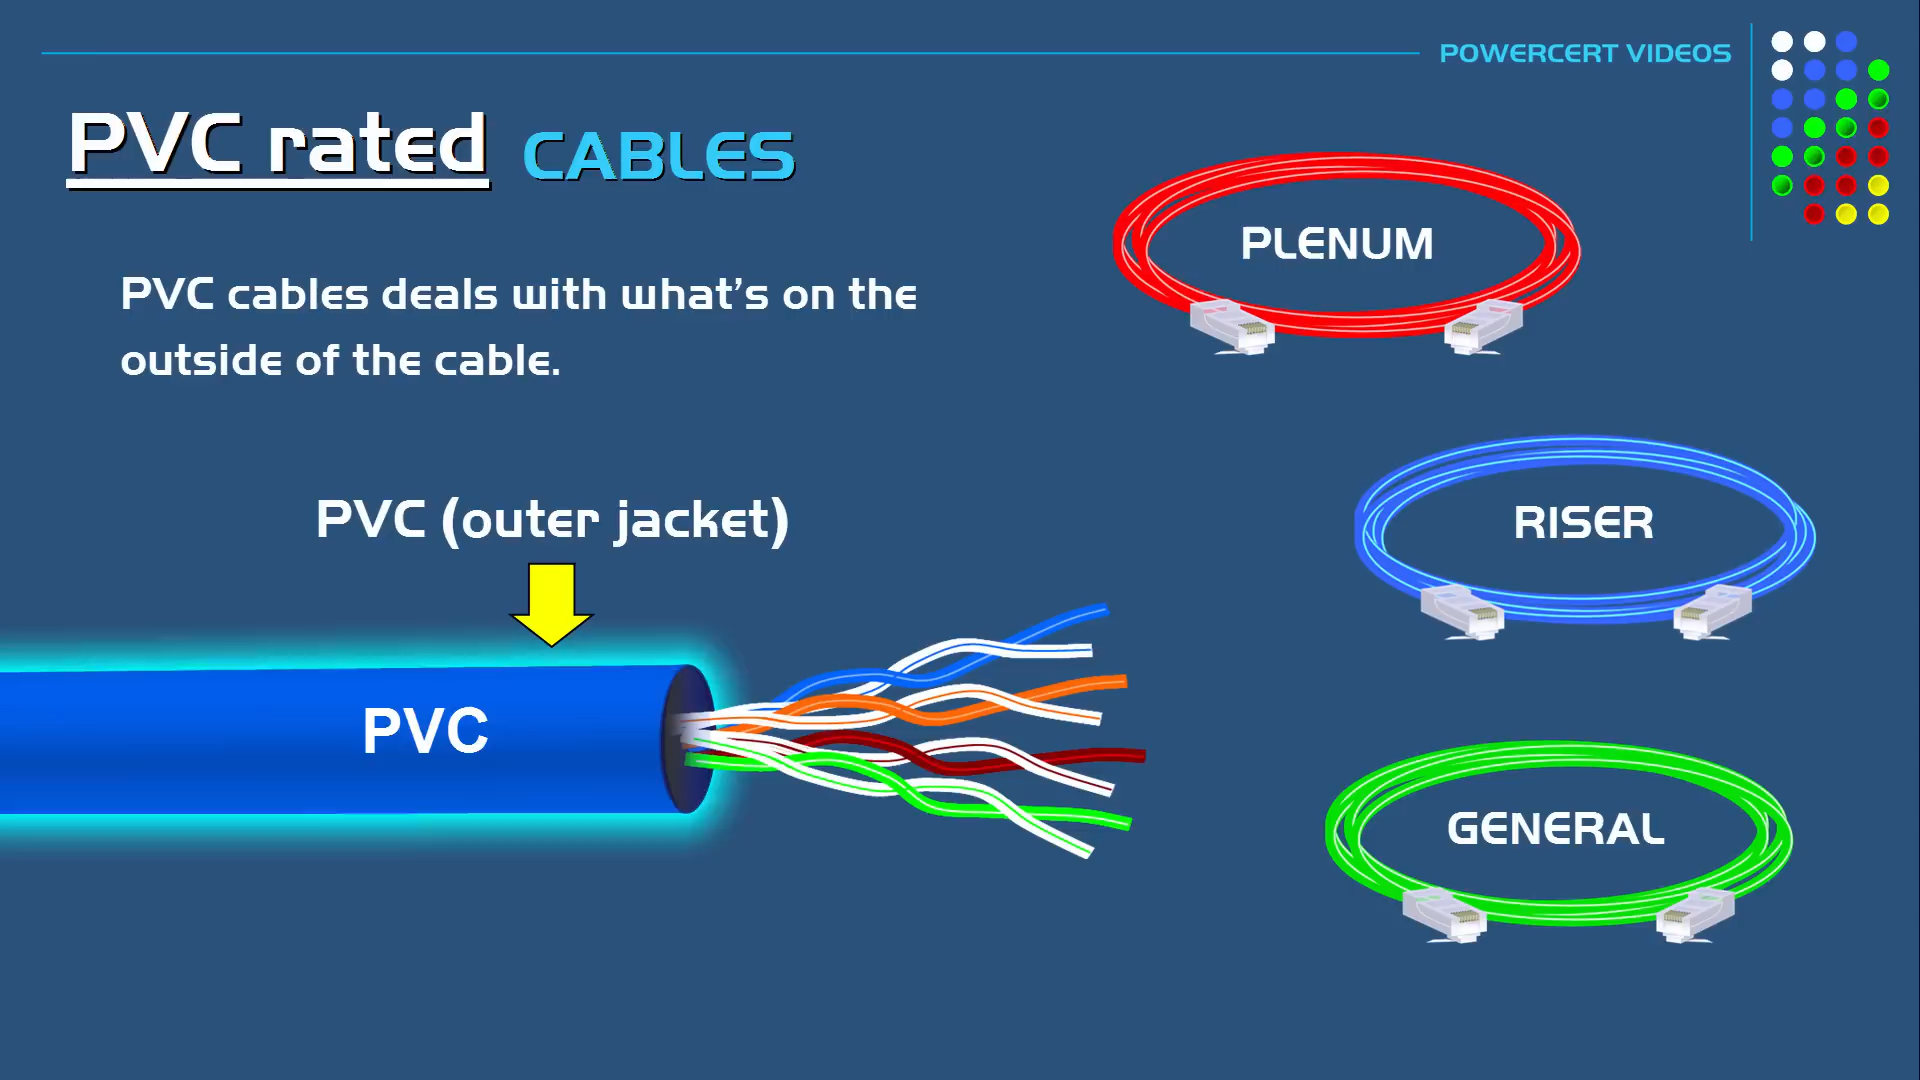 POWERCERT VIDEOS
PVC rated CABLES
PVC cables deals with what's on the
outside of the cable.
PVC (outer jacket)
PVC
PLENUM
RISER
GENERAL